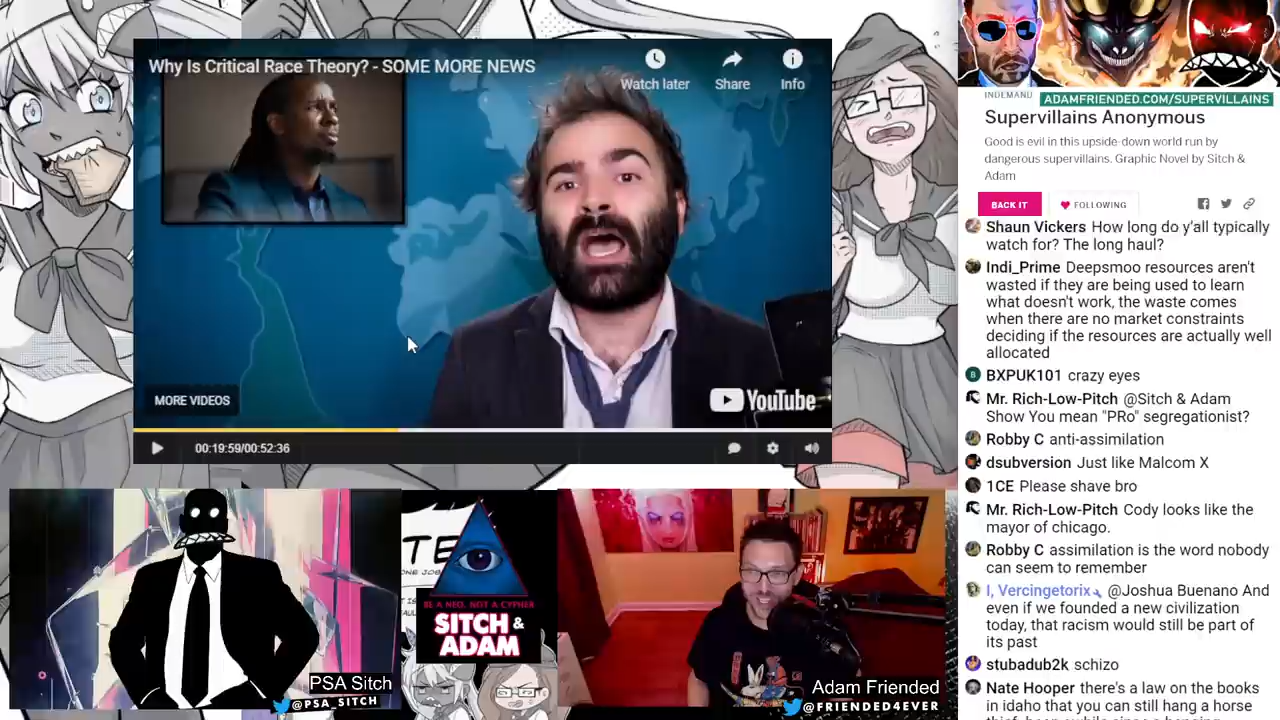 Why Is Critical Race Theory? - SOME MORE NEWS
Watch later
Share
Info
MORE VIDEOS
YouTube
00:19:59/00:52:36
BE A NEO, NOT A CYPHER
SITCH &
ADAM
PSA Sitch
@PSA_SITCH
Adam Friended
@FRIENDED4EVER
INDEMAND
ADAMFRIENDED.COM/SUPERVILLAINS
Supervillains Anonymous
Good is evil in this upside-down world run by
dangerous supervillains. Graphic Novel by Sitch &
Adam
BACK IT
FOLLOWING
Shaun Vickers How long do y'all typically
watch for? The long haul?
Indi_Prime Deepsmoo resources aren't
wasted if they are being used to learn
what doesn't work, the waste comes
when there are no market constraints
deciding if the resources are actually well
allocated
B BXPUK101 crazy eyes
Mr. Rich-Low-Pitch @Sitch & Adam
Show You mean "PRo" segregationist?
Robby C anti-assimilation
dsubversion Just like Malcom X
1CE Please shave bro
Mr. Rich-Low-Pitch Cody looks like the
mayor of chicago.
Robby C assimilation is the word nobody
can seem to remember
I, Vercingetorix @Joshua Buenano And
even if we founded a new civilization
today, that racism would still be part of
its past
stubadub2k schizo
Nate Hooper there's a law on the books
in idaho that you can still hang a horse